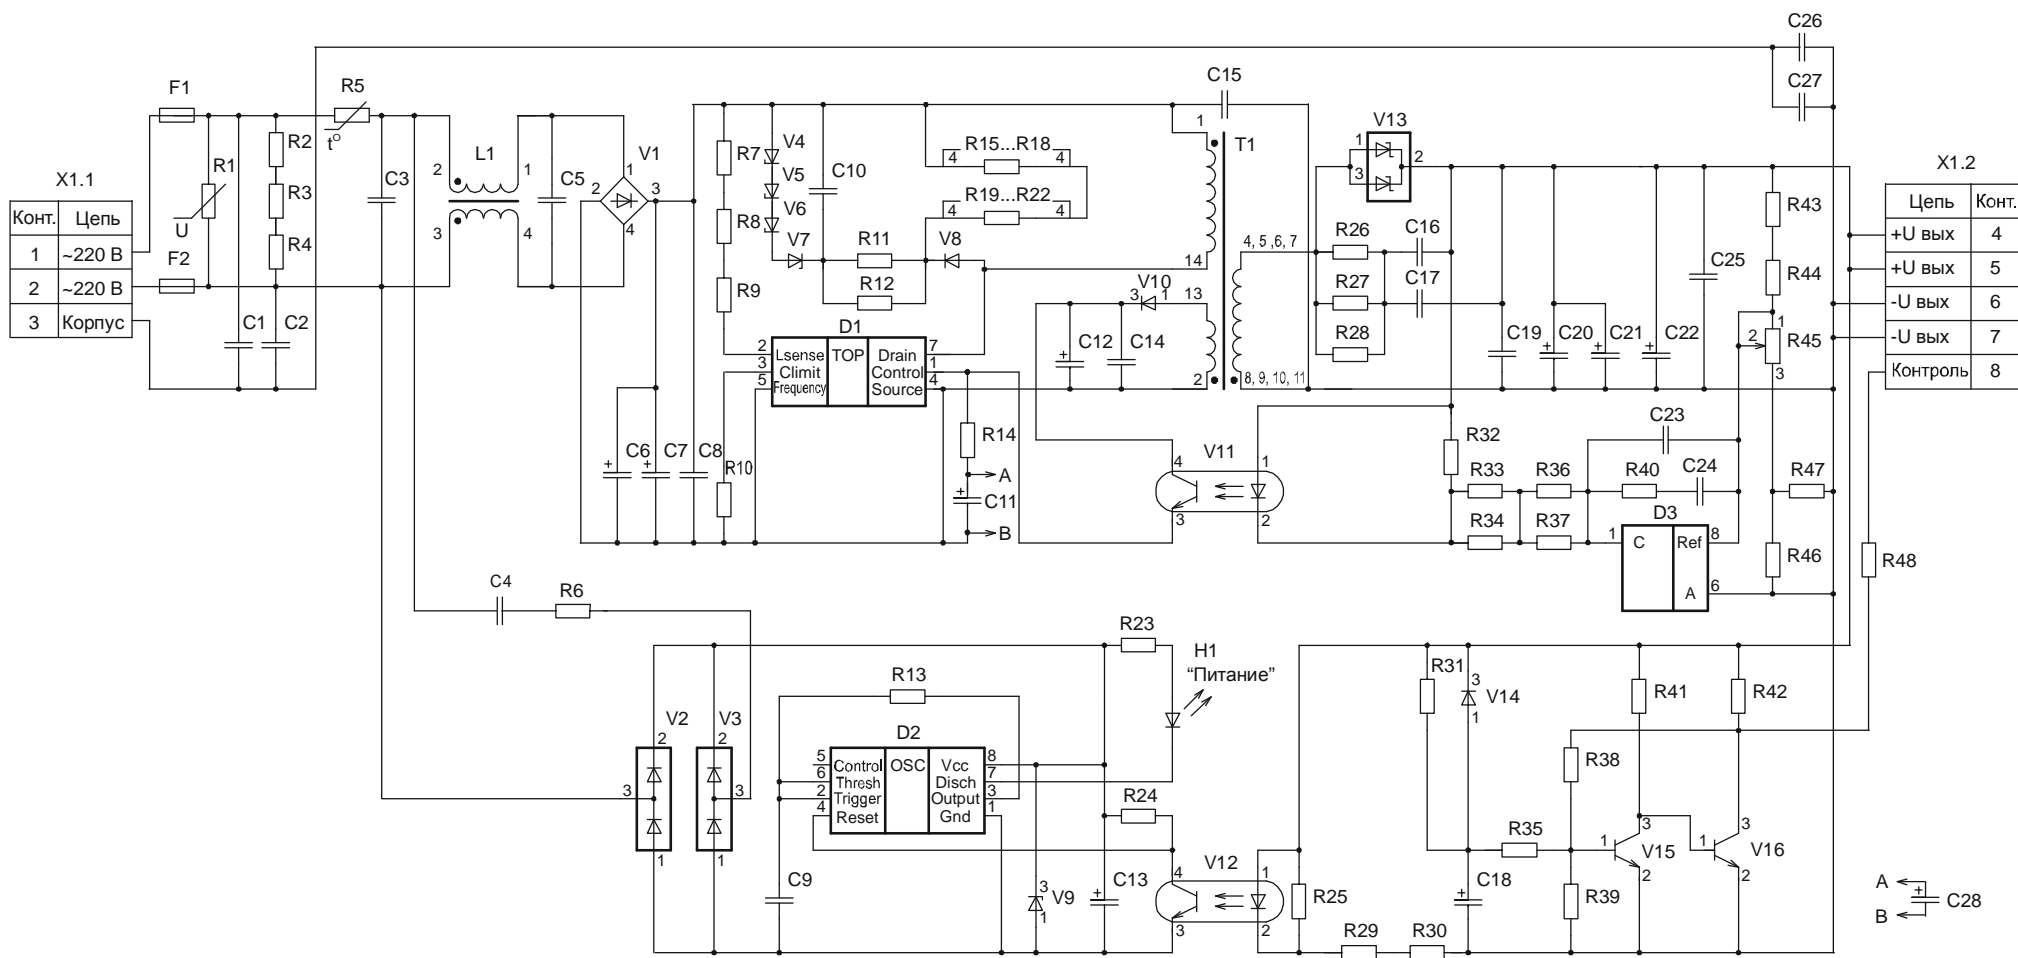 C26
C27
C15
F1
R5
t°
V13
1
3
2
R2
R3
R4
R1
U
C3
L1
2
1
3
4
C5
V1
1
2
3
4
R7
R8
R9
V4
V5
V6
V7
C10
R15...R18
4
4
R19...R22
4
4
R11
V8
R12
1
T1
14
V10
3
1
13
2
4, 5 ,6, 7
8, 9, 10, 11
R26
R27
R28
C16
C17
C19
C20
+
C21
+
C22
+
C25
R43
R44
R45
1
2
3
X1.1
Конт. Цепь
1 ~220 В
2 ~220 В
3 Корпус
F2
C1
C2
X1.2
Цепь Конт.
+U вых 4
+U вых 5
-U вых 6
-U вых 7
Контроль 8
D1
2 Lsense TOP Drain 7
3 Climit Control 1
5 Frequency Source 4
C12
+
C14
C6
+
C7
+
C8
R10
R14
A
C11
+
B
V11
4
3
1
2
R32
R33
R34
R36
R37
C23
R40
C24
R47
D3
1 C Ref 8
A 6
R46
R48
C4
R6
R23
H1
“Питание”
R13
V2
2
3
1
V3
2
3
1
D2
5 Control OSC Vcc 8
6 Thresh Disch 7
2 Trigger Output 3
4 Reset Gnd 1
R24
C9
V9
3
1
C13
+
V12
4
3
1
2
R25
R29
R30
R31
V14
3
1
C18
+
R35
R38
R39
R41
R42
V15
1
3
2
V16
1
3
2
A
B
+
C28